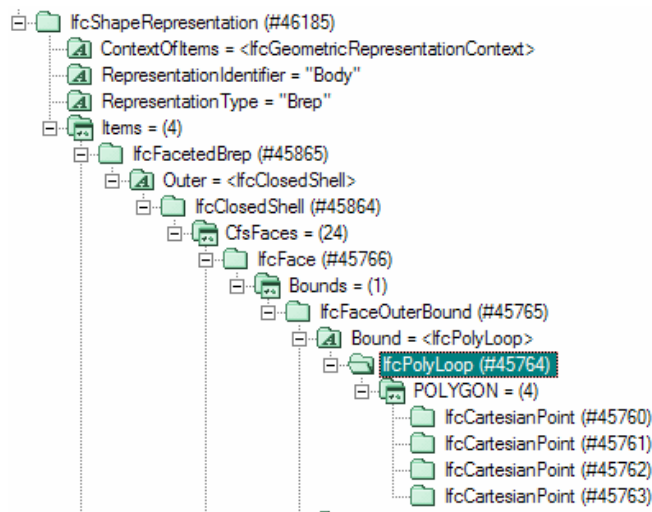 IfcShapeRepresentation (#46185)
ContextOfItems = <IfcGeometricRepresentationContext>
RepresentationIdentifier = "Body"
RepresentationType = "Brep"
Items = (4)
IfcFacetedBrep (#45865)
Outer = <IfcClosedShell>
IfcClosedShell (#45864)
CfsFaces = (24)
IfcFace (#45766)
Bounds = (1)
IfcFaceOuterBound (#45765)
Bound = <IfcPolyLoop>
IfcPolyLoop (#45764)
POLYGON = (4)
IfcCartesianPoint (#45760)
IfcCartesianPoint (#45761)
IfcCartesianPoint (#45762)
IfcCartesianPoint (#45763)